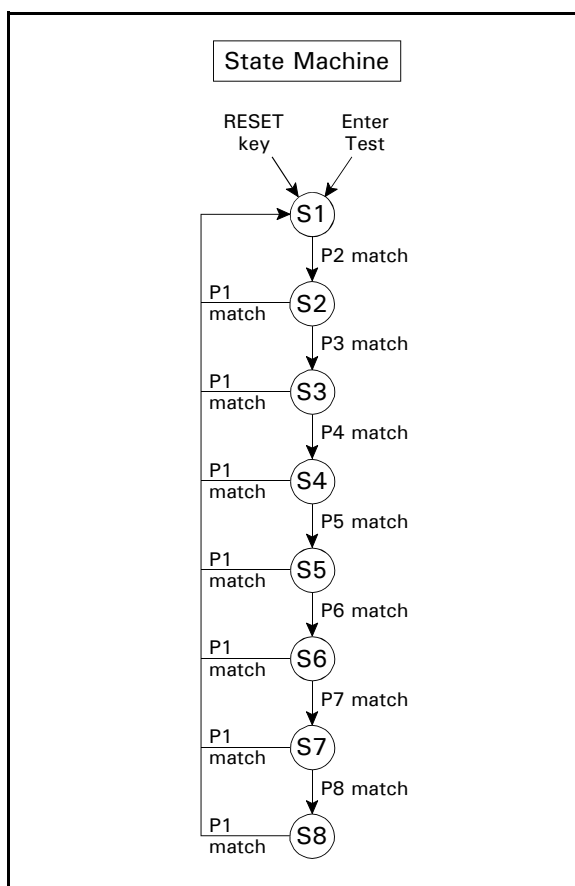 State Machine
RESET
key
Enter
Test
S1
P2 match
P1
match
S2
P3 match
P1
match
S3
P4 match
P1
match
S4
P5 match
P1
match
S5
P6 match
P1
match
S6
P7 match
P1
match
S7
P8 match
P1
match
S8